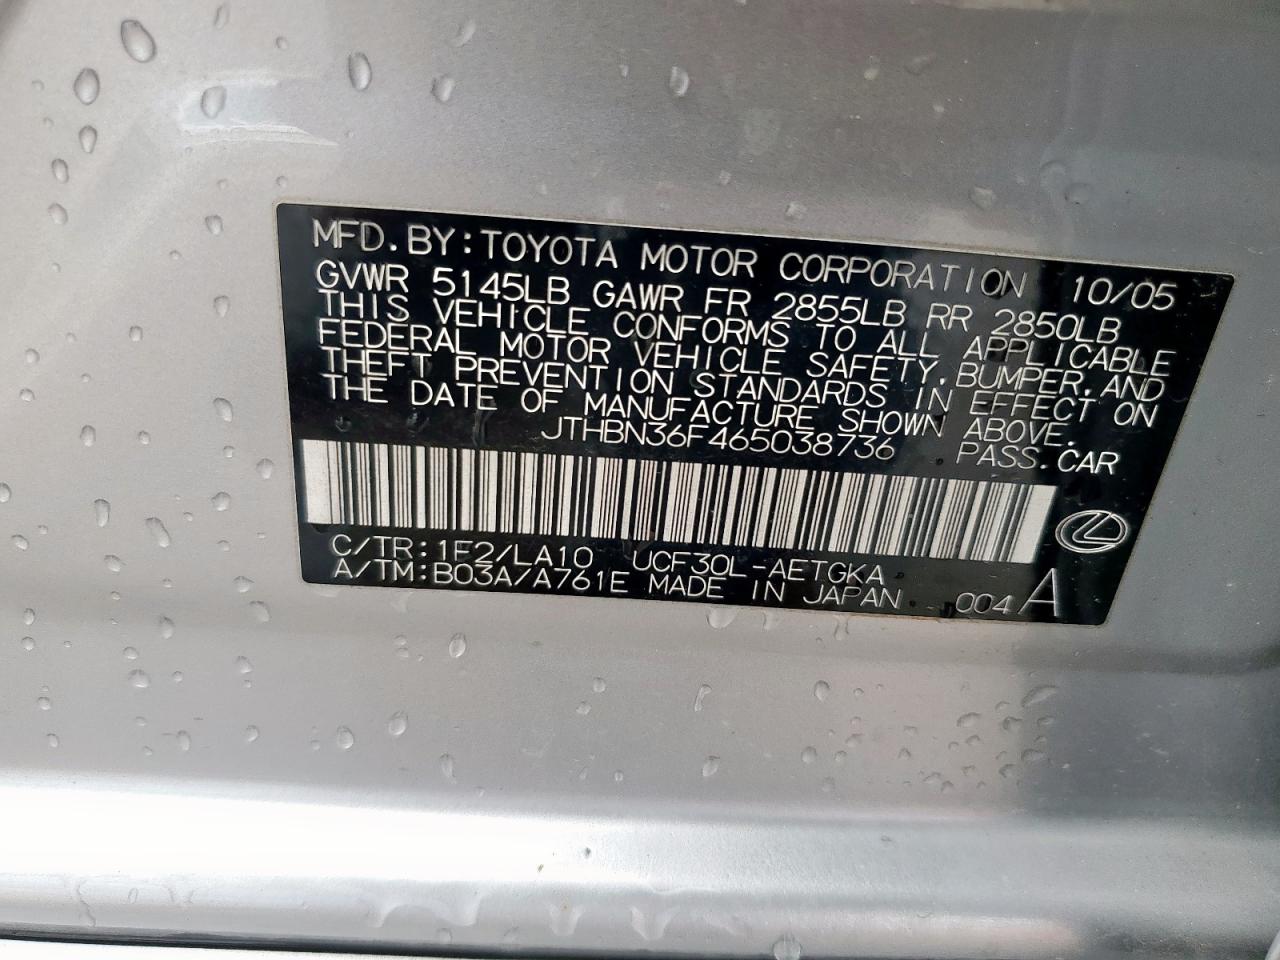 MFD.BY:TOYOTA MOTOR CORPORATION 10/05
GVWR 5145LB GAWR FR 2855LB RR 2850LB
THIS VEHICLE CONFORMS TO ALL APPLICABLE
FEDERAL MOTOR VEHICLE SAFETY,BUMPER,AND
THEFT PREVENTION STANDARDS IN EFFECT ON
THE DATE OF MANUFACTURE SHOWN ABOVE.
JTHBN36F465038736 PASS.CAR
C/TR:1F2/LA10 UCF30L-AETGKA
A/TM:B03A/A761E MADE IN JAPAN 004 A